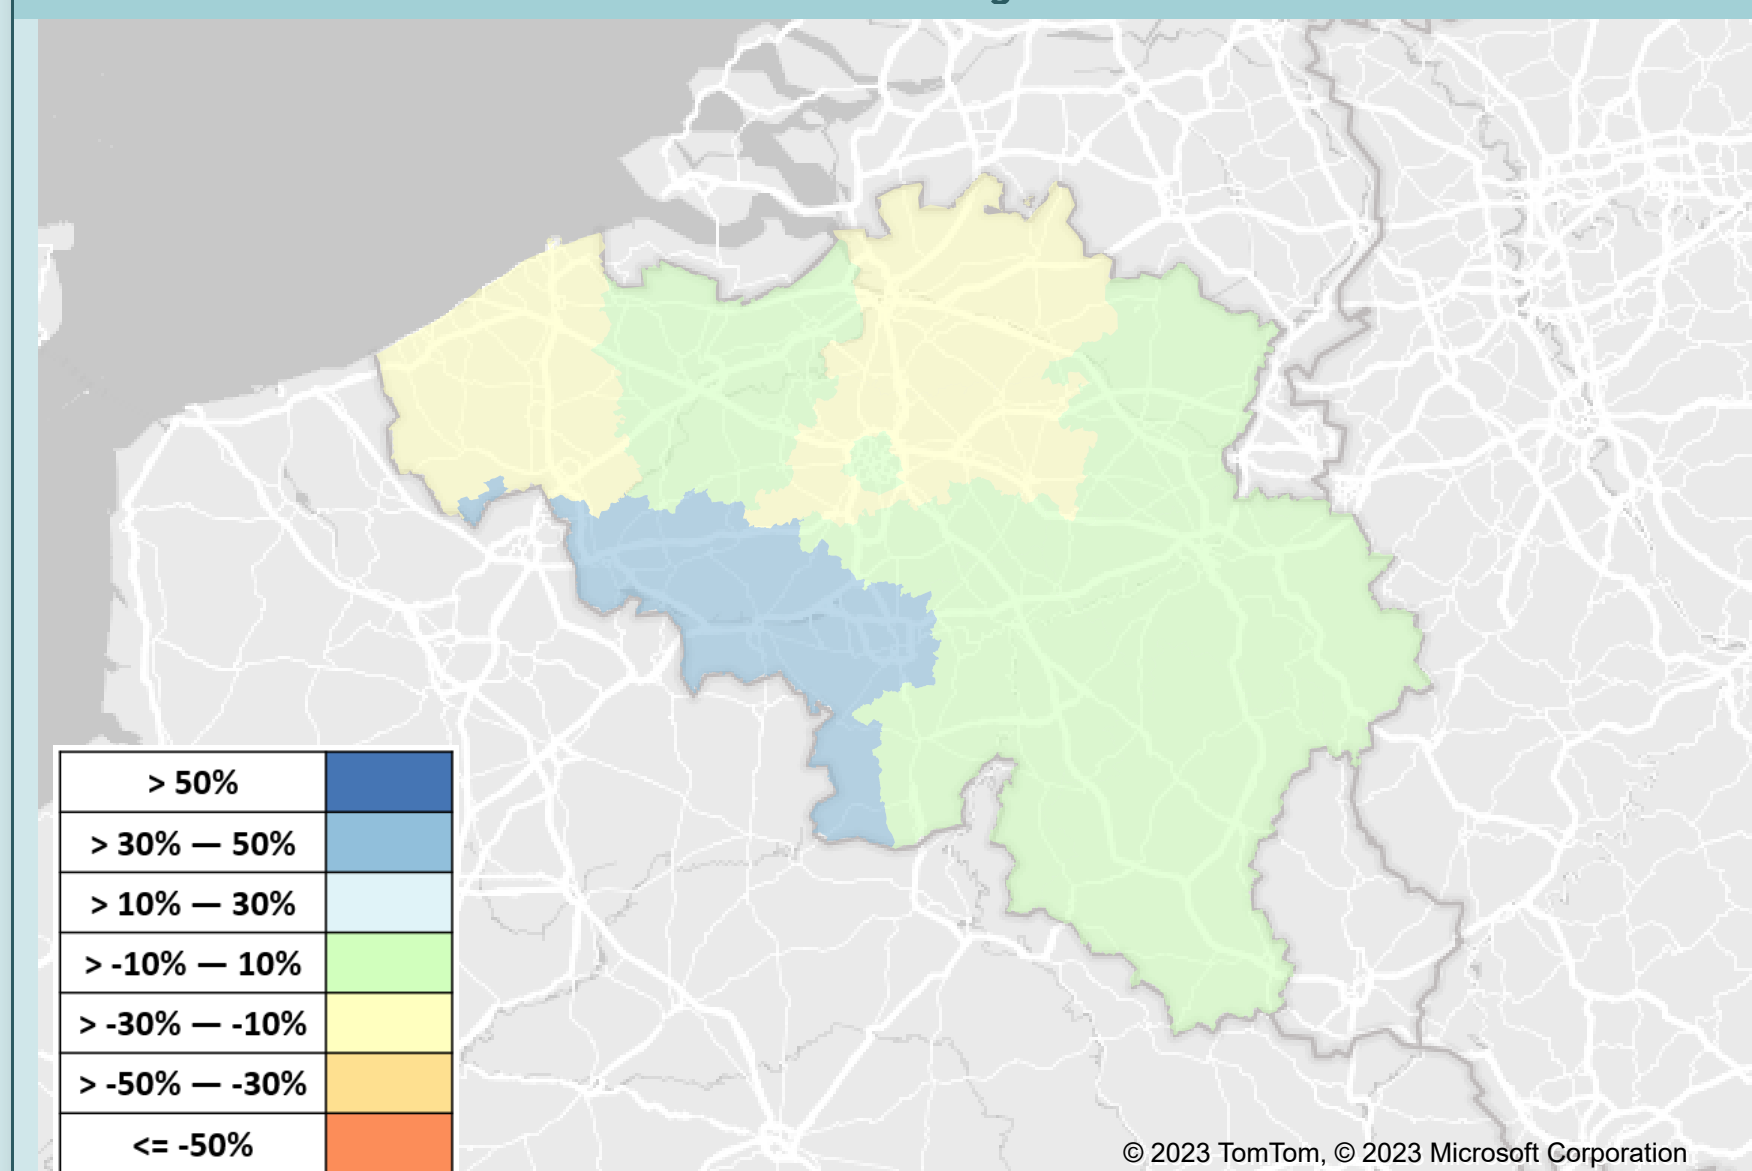 > 50%
> 30% — 50%
> 10% — 30%
> -10% — 10%
> -30% — -10%
> -50% — -30%
<= -50%
© 2023 TomTom, © 2023 Microsoft Corporation